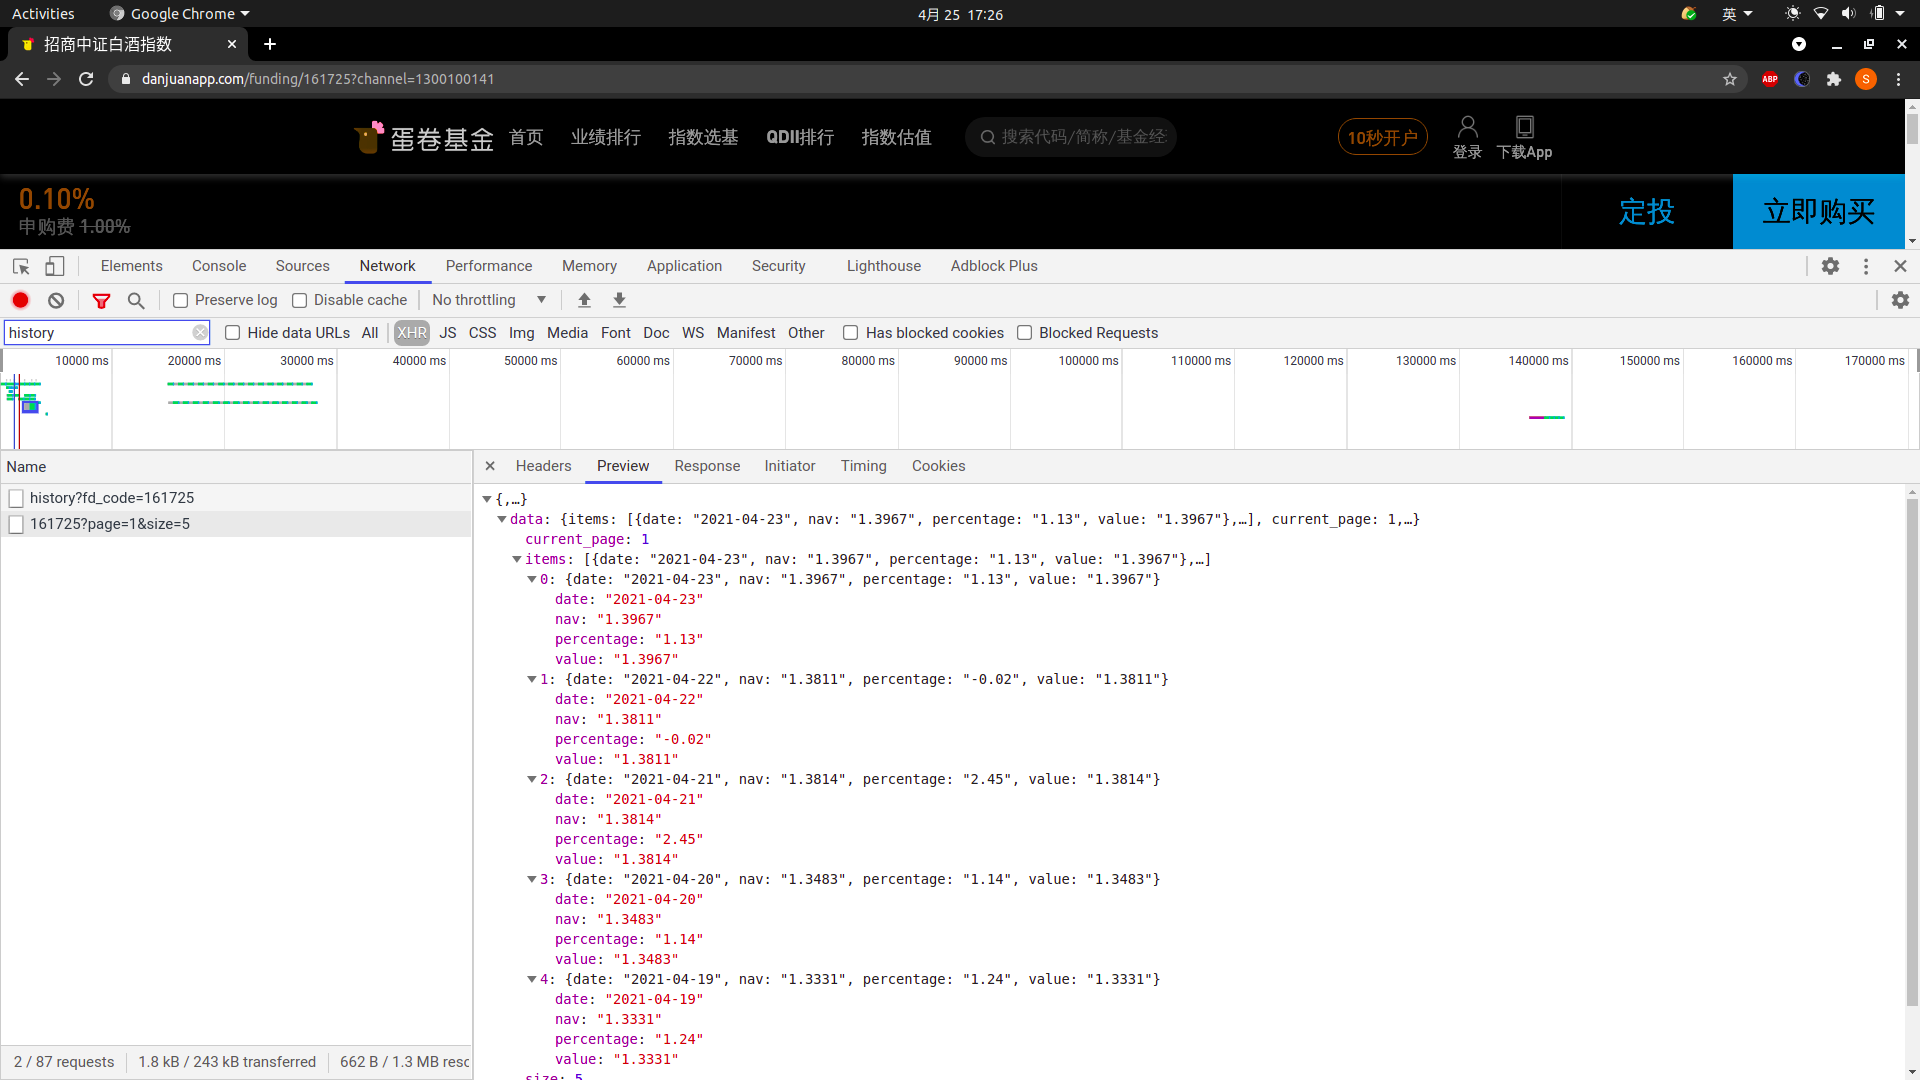 Activities Google Chrome 4月 25 17:26 英
招商中证白酒指数
danjuanapp.com/funding/161725?channel=1300100141 ABP S
蛋卷基金 首页 业绩排行 指数选基 QDII排行 指数估值 搜索代码/简称/基金经 10秒开户 登录 下载App
0.10%
申购费 1.00% 定投 立即购买
Elements Console Sources Network Performance Memory Application Security Lighthouse Adblock Plus
Preserve log Disable cache No throttling
history Hide data URLs All XHR JS CSS Img Media Font Doc WS Manifest Other Has blocked cookies Blocked Requests
10000 ms 20000 ms 30000 ms 40000 ms 50000 ms 60000 ms 70000 ms 80000 ms 90000 ms 100000 ms 110000 ms 120000 ms 130000 ms 140000 ms 150000 ms 160000 ms 170000 ms
Name
history?fd_code=161725
161725?page=1&size=5
2 / 87 requests 1.8 kB / 243 kB transferred 662 B / 1.3 MB resc
Headers Preview Response Initiator Timing Cookies
{,…}
data: {items: [{date: "2021-04-23", nav: "1.3967", percentage: "1.13", value: "1.3967"},…], current_page: 1,…}
current_page: 1
items: [{date: "2021-04-23", nav: "1.3967", percentage: "1.13", value: "1.3967"},…]
0: {date: "2021-04-23", nav: "1.3967", percentage: "1.13", value: "1.3967"}
date: "2021-04-23"
nav: "1.3967"
percentage: "1.13"
value: "1.3967"
1: {date: "2021-04-22", nav: "1.3811", percentage: "-0.02", value: "1.3811"}
date: "2021-04-22"
nav: "1.3811"
percentage: "-0.02"
value: "1.3811"
2: {date: "2021-04-21", nav: "1.3814", percentage: "2.45", value: "1.3814"}
date: "2021-04-21"
nav: "1.3814"
percentage: "2.45"
value: "1.3814"
3: {date: "2021-04-20", nav: "1.3483", percentage: "1.14", value: "1.3483"}
date: "2021-04-20"
nav: "1.3483"
percentage: "1.14"
value: "1.3483"
4: {date: "2021-04-19", nav: "1.3331", percentage: "1.24", value: "1.3331"}
date: "2021-04-19"
nav: "1.3331"
percentage: "1.24"
value: "1.3331"
size: 5